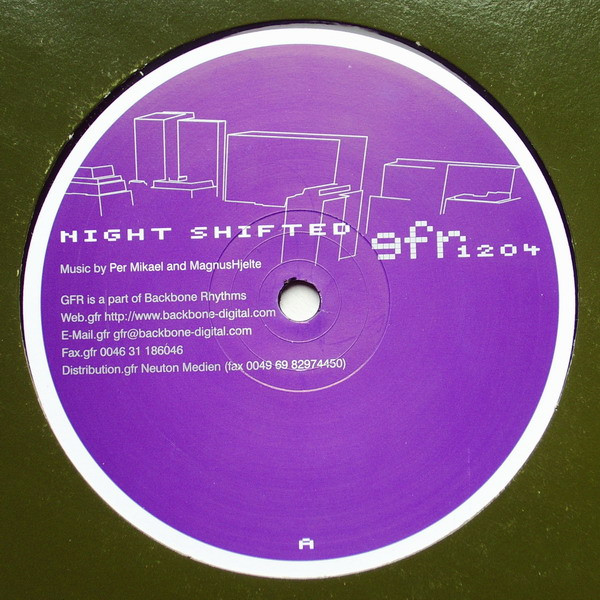 NIGHT SHIFTED gfr1204
Music by Per Mikael and MagnusHjelte
GFR is a part of Backbone Rhythms
Web.gfr http://www.backbone-digital.com
E-Mail.gfr gfr@backbone-digital.com
Fax.gfr 0046 31 186046
Distribution.gfr Neuton Medien (fax 0049 69 82974450)
A